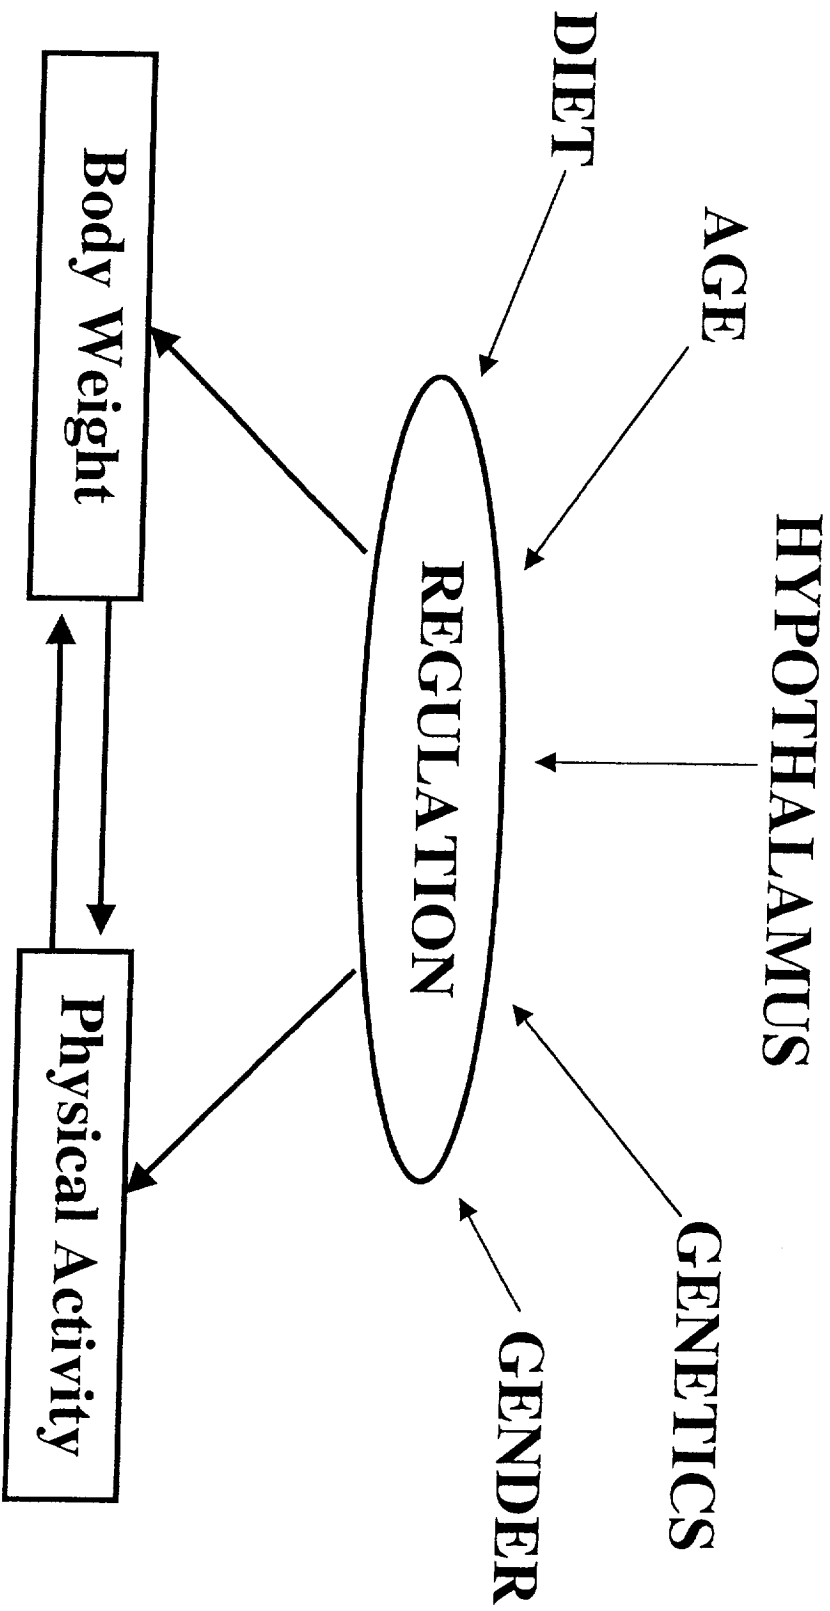 HYPOTHALAMUS
AGE
GENETICS
DIET
GENDER
REGULATION
Body Weight
Physical Activity